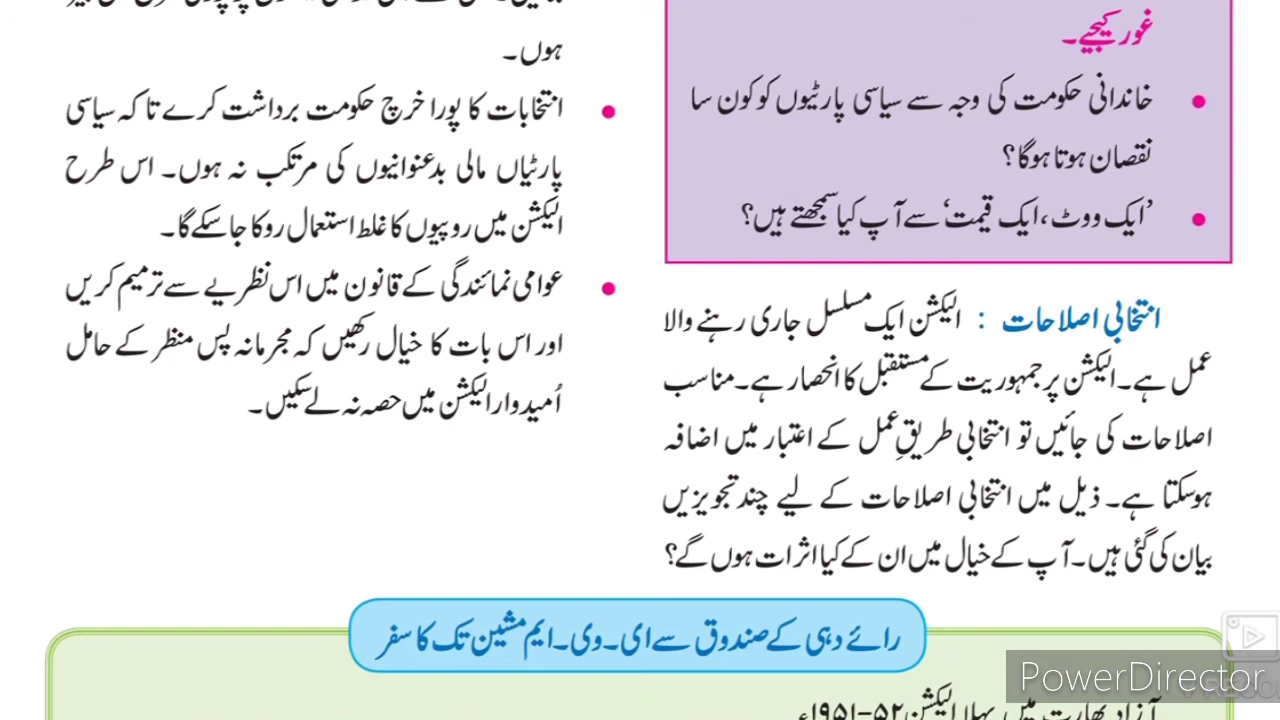 غور کیجیے۔
خاندانی حکومت کی وجہ سے سیاسی پارٹیوں کو کون سا
نقصان ہوتا ہوگا؟
’ایک ووٹ، ایک قیمت‘ سے آپ کیا سمجھتے ہیں؟
انتخابی اصلاحات : الیکشن ایک مسلسل جاری رہنے والا
عمل ہے۔ الیکشن پر جمہوریت کے مستقبل کا انحصار ہے۔ مناسب
اصلاحات کی جائیں تو انتخابی طریقِ عمل کے اعتبار میں اضافہ
ہوسکتا ہے۔ ذیل میں انتخابی اصلاحات کے لیے چند تجویزیں
بیان کی گئی ہیں۔ آپ کے خیال میں ان کے کیا اثرات ہوں گے؟
ہوں۔
انتخابات کا پورا خرچ حکومت برداشت کرے تاکہ سیاسی
پارٹیاں مالی بدعنوانیوں کی مرتکب نہ ہوں۔ اس طرح
الیکشن میں روپیوں کا غلط استعمال روکا جاسکے گا۔
عوامی نمائندگی کے قانون میں اس نظریے سے ترمیم کریں
اور اس بات کا خیال رکھیں کہ مجرمانہ پس منظر کے حامل
اُمیدوار الیکشن میں حصہ نہ لے سکیں۔
رائے دہی کے صندوق سے ای۔وی۔ایم مشین تک کا سفر
آزاد بھارت میں پہلا الیکشن ۵۲-۱۹۵۱ء
PowerDirector